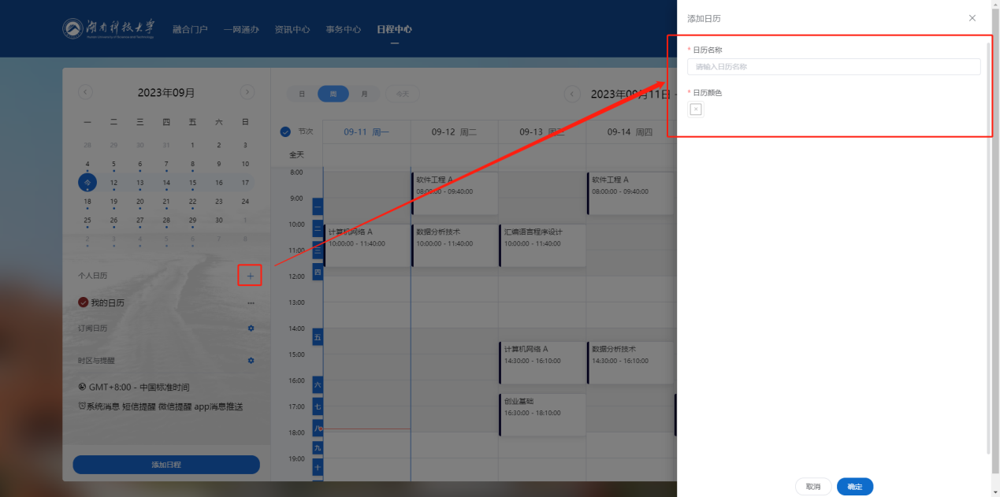 湖南科技大学
Hunan University of Science and Technology
融合门户 一网通办 资讯中心 事务中心 日程中心
2023年09月
一 二 三 四 五 六 日
28 29 30 31 1 2 3
4 5 6 7 8 9 10
今 12 13 14 15 16 17
18 19 20 21 22 23 24
25 26 27 28 29 30 1
2 3 4 5 6 7 8
个人日历
我的日历
订阅日历
时区与提醒
GMT+8:00 - 中国标准时间
系统消息 短信提醒 微信提醒 app消息推送
添加日程
日 周 月 今天
2023年09月11日 -
节次 09-11 周一 09-12 周二 09-13 周三 09-14 周四
全天
8:00
软件工程 A
08:00:00 - 09:40:00
软件工程 A
08:00:00 - 09:40:00
9:00
一
10:00
二
计算机网络 A
10:00:00 - 11:40:00
数据分析技术
10:00:00 - 11:40:00
汇编语言程序设计
10:00:00 - 11:40:00
11:00
三
四
12:00
13:00
14:00
五
计算机网络 A
14:30:00 - 16:10:00
数据分析技术
14:30:00 - 16:10:00
15:00
16:00
六
创业基础
16:30:00 - 18:10:00
17:00
七
八
18:00
九
19:00
十
添加日历
* 日历名称
请输入日历名称
* 日历颜色
取消 确定